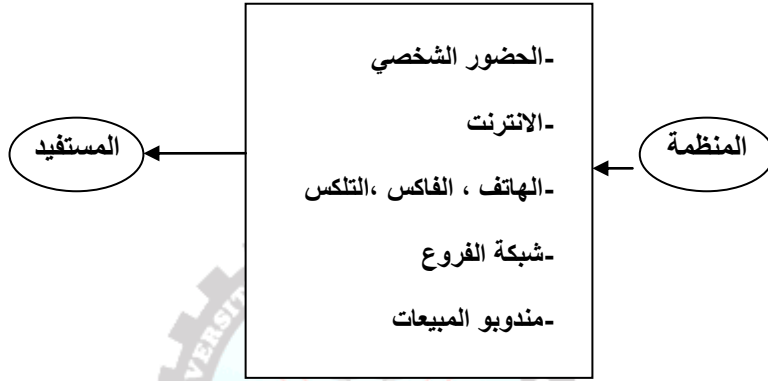 المنظمة
-الحضور الشخصي
-الانترنت
-الهاتف ، الفاكس ،التلكس
-شبكة الفروع
-مندوبو المبيعات
المستفيد